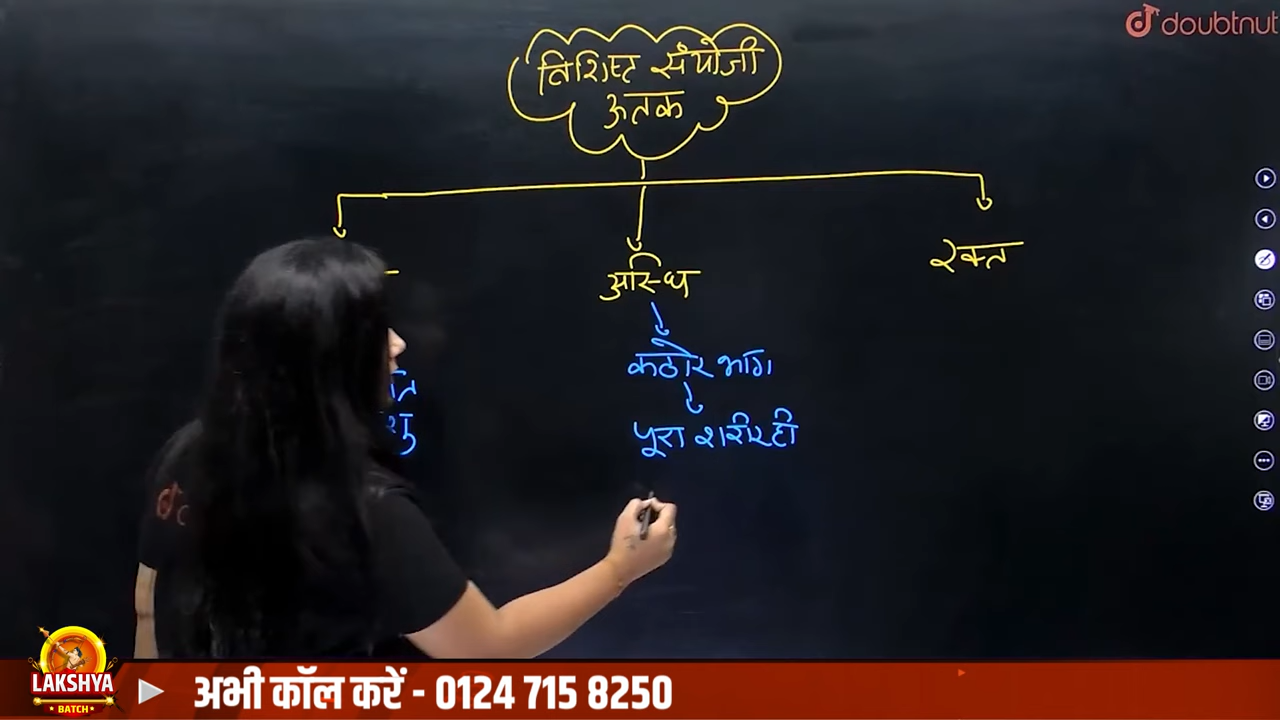 doubtnut
विशिष्ट संयोजी
ऊतक
अस्थि
रक्त
कठोर भाग
पूरा शरीर ही
LAKSHYA
BATCH
अभी कॉल करें - 0124 715 8250